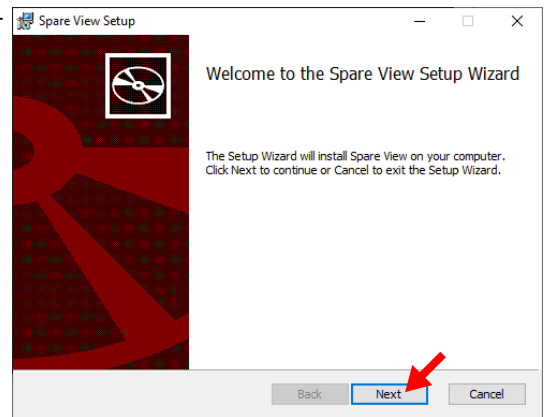 Spare View Setup
Welcome to the Spare View Setup Wizard
The Setup Wizard will install Spare View on your computer.
Click Next to continue or Cancel to exit the Setup Wizard.
Back Next Cancel